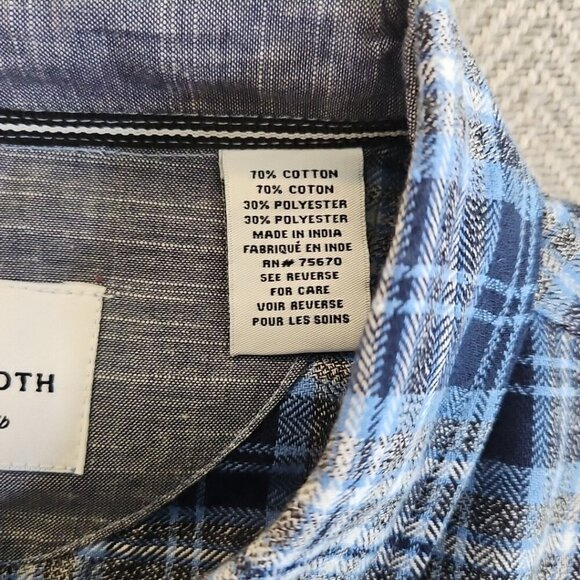 70% COTTON
70% COTON
30% POLYESTER
30% POLYESTER
MADE IN INDIA
FABRIQUÉ EN INDE
RN# 75670
SEE REVERSE
FOR CARE
VOIR REVERSE
POUR LES SOINS
OTH